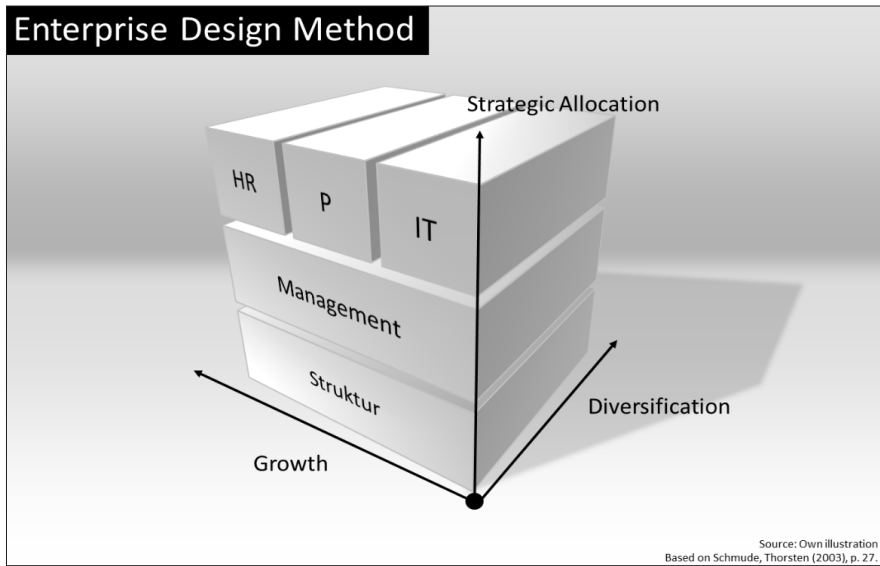 Enterprise Design Method
Strategic Allocation
HR
P
IT
Management
Struktur
Diversification
Growth
Source: Own illustration
Based on Schmude, Thorsten (2003), p. 27.